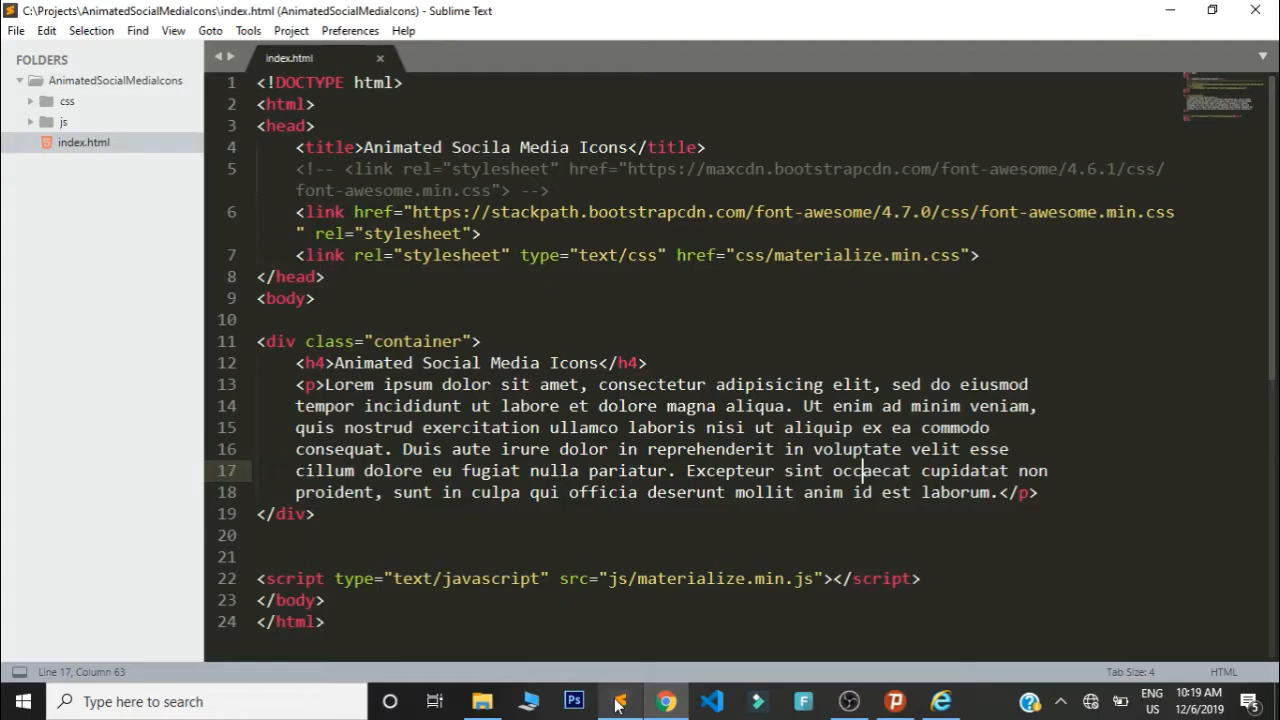 C:\Projects\AnimatedSocialMediaIcons\index.html (AnimatedSocialMediaIcons) - Sublime Text
File Edit Selection Find View Goto Tools Project Preferences Help
FOLDERS
AnimatedSocialMediaIcons
css
js
index.html
index.html
1 <!DOCTYPE html>
2 <html>
3 <head>
4 <title>Animated Socila Media Icons</title>
5 <!-- <link rel="stylesheet" href="https://maxcdn.bootstrapcdn.com/font-awesome/4.6.1/css/
font-awesome.min.css"> -->
6 <link href="https://stackpath.bootstrapcdn.com/font-awesome/4.7.0/css/font-awesome.min.css
" rel="stylesheet">
7 <link rel="stylesheet" type="text/css" href="css/materialize.min.css">
8 </head>
9 <body>
10
11 <div class="container">
12 <h4>Animated Social Media Icons</h4>
13 <p>Lorem ipsum dolor sit amet, consectetur adipisicing elit, sed do eiusmod
14 tempor incididunt ut labore et dolore magna aliqua. Ut enim ad minim veniam,
15 quis nostrud exercitation ullamco laboris nisi ut aliquip ex ea commodo
16 consequat. Duis aute irure dolor in reprehenderit in voluptate velit esse
17 cillum dolore eu fugiat nulla pariatur. Excepteur sint occaecat cupidatat non
18 proident, sunt in culpa qui officia deserunt mollit anim id est laborum.</p>
19 </div>
20
21
22 <script type="text/javascript" src="js/materialize.min.js"></script>
23 </body>
24 </html>
Line 17, Column 63
Tab Size: 4
HTML
Type here to search
Ps
F
ENG
US
10:19 AM
12/6/2019
5